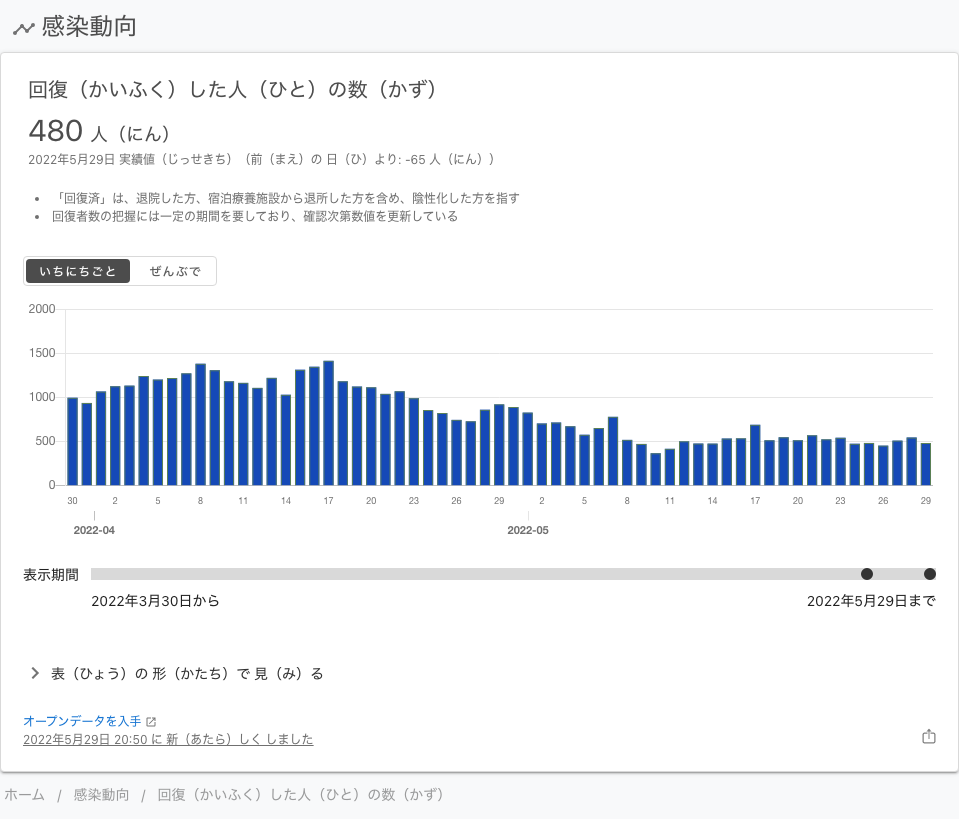 感染動向
回復（かいふく）した人（ひと）の数（かず）
480 人（にん）
2022年5月29日 実績値（じっせきち）（前（まえ）の 日（ひ）より: -65 人（にん））
• 「回復済」は、退院した方、宿泊療養施設から退所した方を含め、陰性化した方を指す
• 回復者数の把握には一定の期間を要しており、確認次第数値を更新している
いちにちごと ぜんぶで
2000
1500
1000
500
0
30 2 5 8 11 14 17 20 23 26 29 2 5 8 11 14 17 20 23 26 29
2022-04 2022-05
表示期間
2022年3月30日から 2022年5月29日まで
表（ひょう）の 形（かたち）で 見（み）る
オープンデータを入手
2022年5月29日 20:50 に 新（あたら）しく しました
ホーム / 感染動向 / 回復（かいふく）した人（ひと）の数（かず）